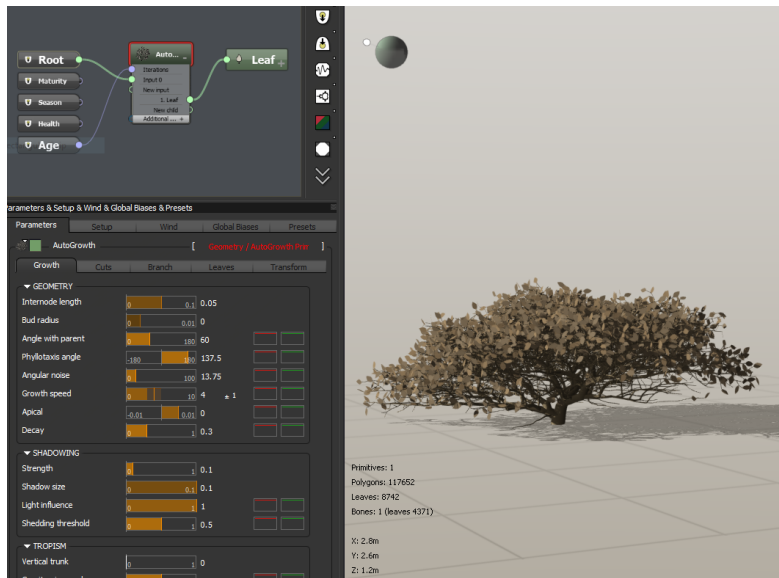 Root
Maturity
Season
Health
Age
Auto...
Iterations
Input 0
New input
1. Leaf
New child
Additional ... +
Leaf
Parameters & Setup & Wind & Global Biases & Presets
Parameters Setup Wind Global Biases Presets
AutoGrowth [ Geometry / AutoGrowth Pro ]
Growth Cuts Branch Leaves Transform
GEOMETRY
Internode length 0 0.1 0.05
Bud radius 0 0.01 0
Angle with parent 0 180 60
Phyllotaxis angle -180 180 137.5
Angular noise 0 100 13.75
Growth speed 0 10 4 ± 1
Apical -0.01 0.01 0
Decay 0 1 0.3
SHADOWING
Strength 0 1 0.1
Shadow size 0.1 0.1
Light influence 0 1 1
Shedding threshold 0 1 0.5
TROPISM
Vertical trunk 0 1 0
Primitives: 1
Polygons: 117652
Leaves: 8742
Bones: 1 (leaves 4371)
X: 2.8m
Y: 2.6m
Z: 1.2m